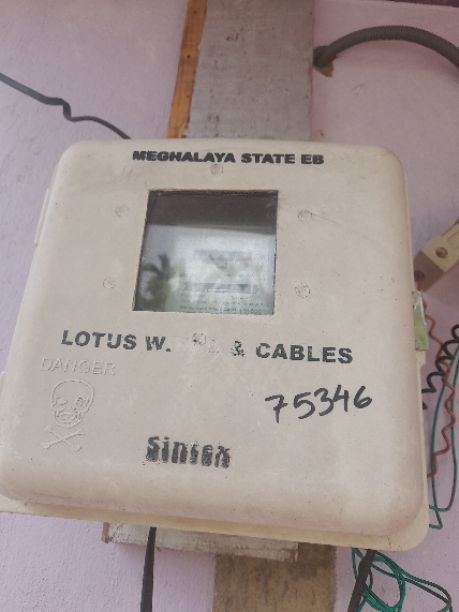 MEGHALAYA STATE EB
LOTUS W. & CABLES
DANGER
75346
Sintex